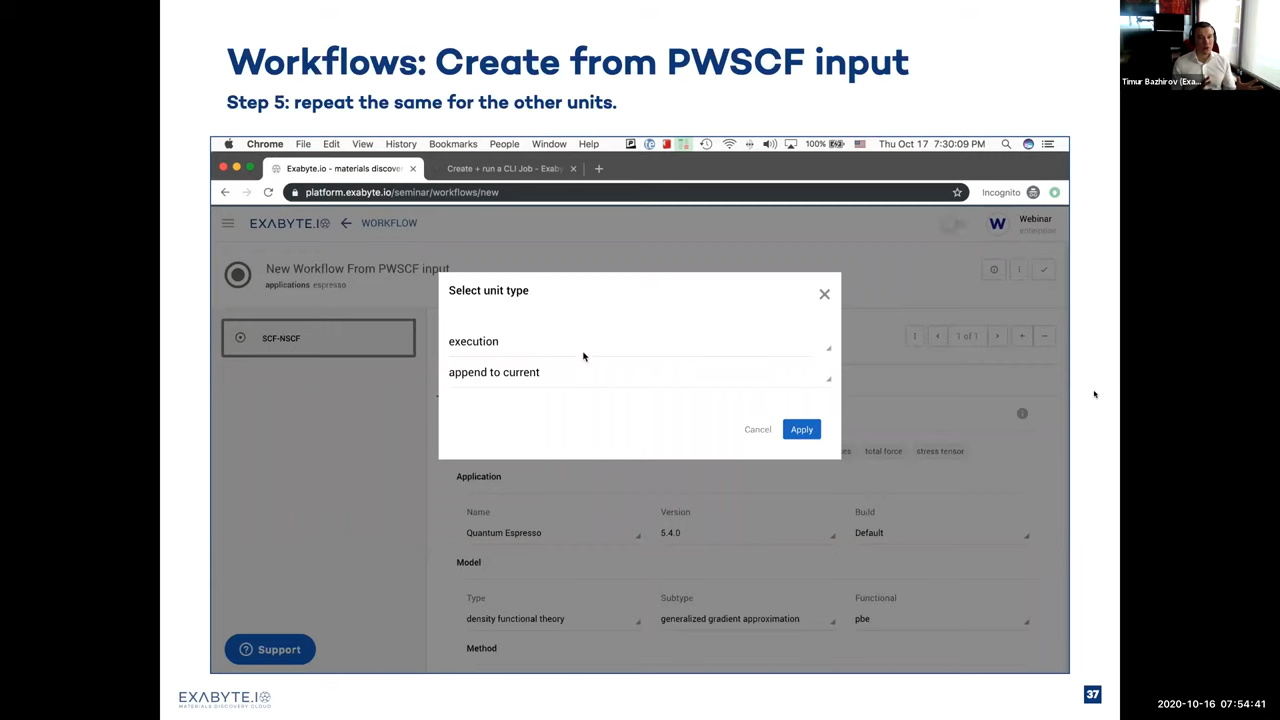 Workflows: Create from PWSCF input
Step 5: repeat the same for the other units.
Timur Bazhirov (Exa...
Chrome File Edit View History Bookmarks People Window Help 100% Thu Oct 17 7:30:09 PM
Exabyte.io - materials discover
Create + run a CLI Job - Exab
platform.exabyte.io/seminar/workflows/new
Incognito
EXABYTE.IO
WORKFLOW
W
Webinar
enterprise
New Workflow From PWSCF input
applications espresso
SCF-NSCF
1 of 1
Select unit type
execution
append to current
Cancel
Apply
total force
stress tensor
Application
Name Version Build
Quantum Espresso 5.4.0 Default
Model
Type Subtype Functional
density functional theory generalized gradient approximation pbe
Method
Support
EXABYTE.IO
MATERIALS DISCOVERY CLOUD
37
2020-10-16 07:54:41